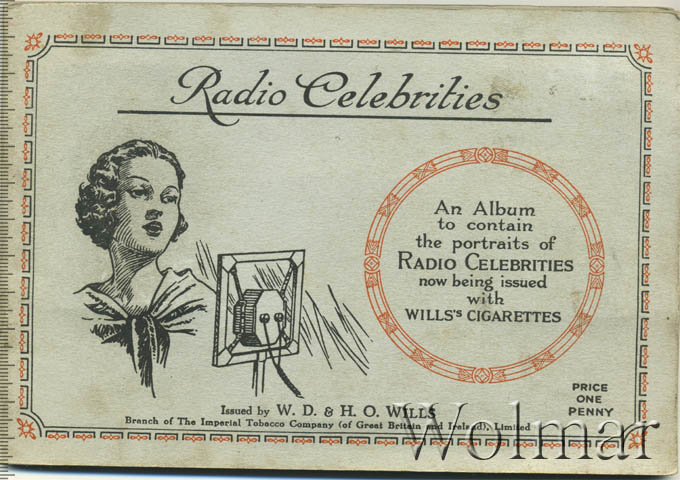 Radio Celebrities
An Album
to contain
the portraits of
RADIO CELEBRITIES
now being issued
with
WILLS'S CIGARETTES
PRICE
ONE
PENNY
Issued by W. D. & H. O. WILLS
Branch of The Imperial Tobacco Company (of Great Britain and Ireland), Limited
Wolmar